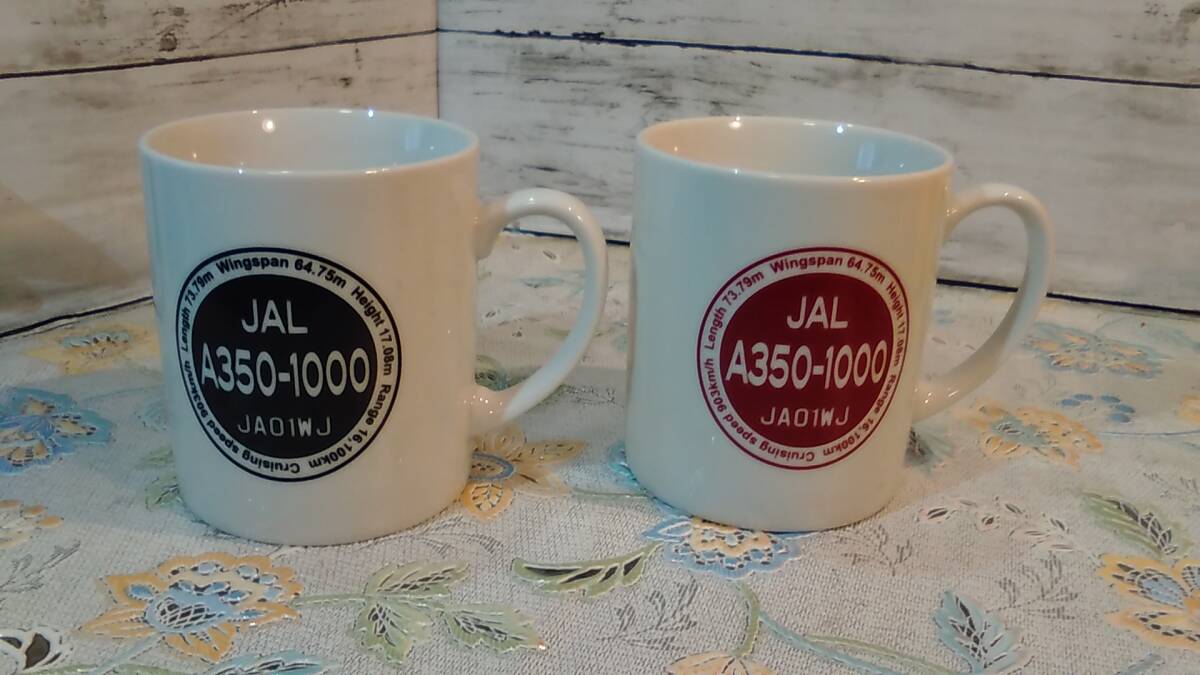 Length 73.79m Wingspan 64.75m Height 17.08m Range 16,100km Cruising speed 903km/h
JAL
A350-1000
JA01WJ
Length 73.79m Wingspan 64.75m Height 17.08m Range 16,100km Cruising speed 903km/h
JAL
A350-1000
JA01WJ